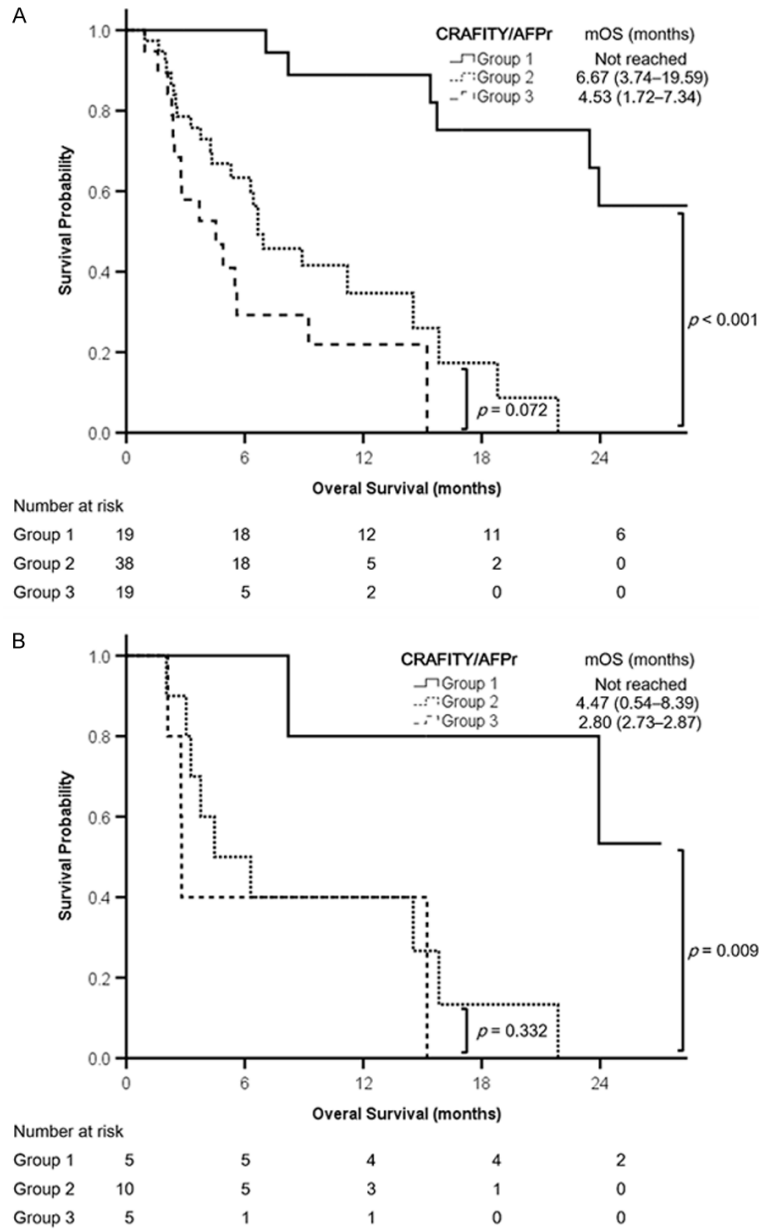 A
CRAFITY/AFPr mOS (months)
Group 1 Not reached
Group 2 6.67 (3.74–19.59)
Group 3 4.53 (1.72–7.34)
1.0
0.8
0.6
0.4
0.2
0.0
Survival Probability
p < 0.001
p = 0.072
0 6 12 18 24
Overal Survival (months)
Number at risk
Group 1 19 18 12 11 6
Group 2 38 18 5 2 0
Group 3 19 5 2 0 0
B
CRAFITY/AFPr mOS (months)
Group 1 Not reached
Group 2 4.47 (0.54–8.39)
Group 3 2.80 (2.73–2.87)
1.0
0.8
0.6
0.4
0.2
0.0
Survival Probability
p = 0.009
p = 0.332
0 6 12 18 24
Overal Survival (months)
Number at risk
Group 1 5 5 4 4 2
Group 2 10 5 3 1 0
Group 3 5 1 1 0 0